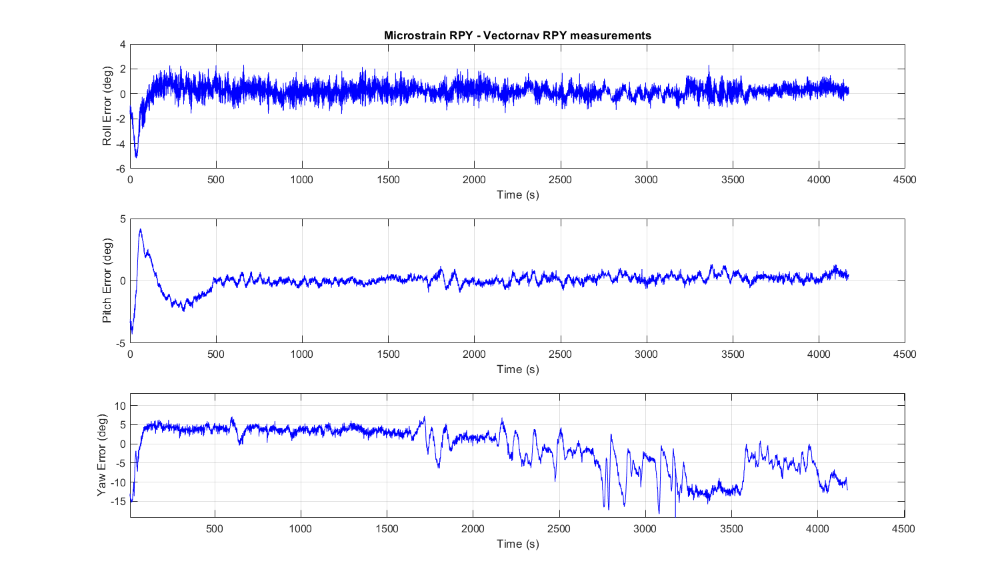 Microstrain RPY - Vectornav RPY measurements
4
2
0
-2
-4
-6
Roll Error (deg)
0 500 1000 1500 2000 2500 3000 3500 4000 4500
Time (s)
5
0
-5
Pitch Error (deg)
0 500 1000 1500 2000 2500 3000 3500 4000 4500
Time (s)
10
5
0
-5
-10
-15
Yaw Error (deg)
500 1000 1500 2000 2500 3000 3500 4000 4500
Time (s)